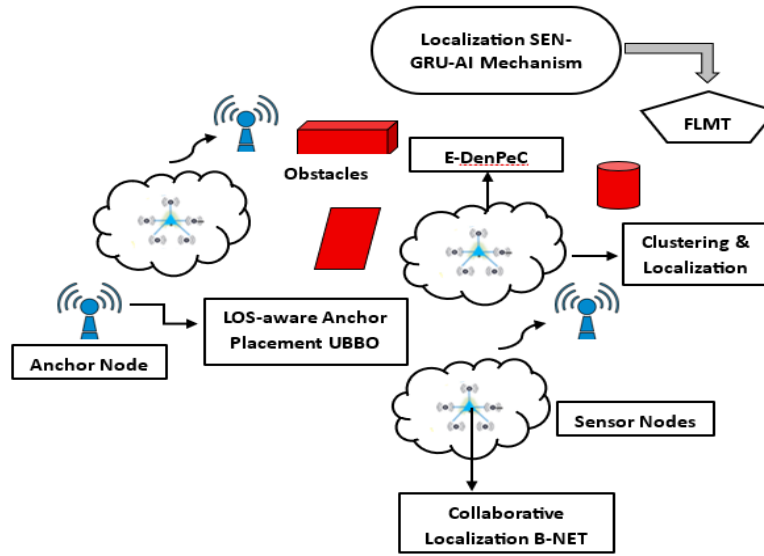 Localization SEN-
GRU-AI Mechanism
FLMT
E-DenPeC
Obstacles
Clustering &
Localization
LOS-aware Anchor
Placement UBBO
Anchor Node
Sensor Nodes
Collaborative
Localization B-NET